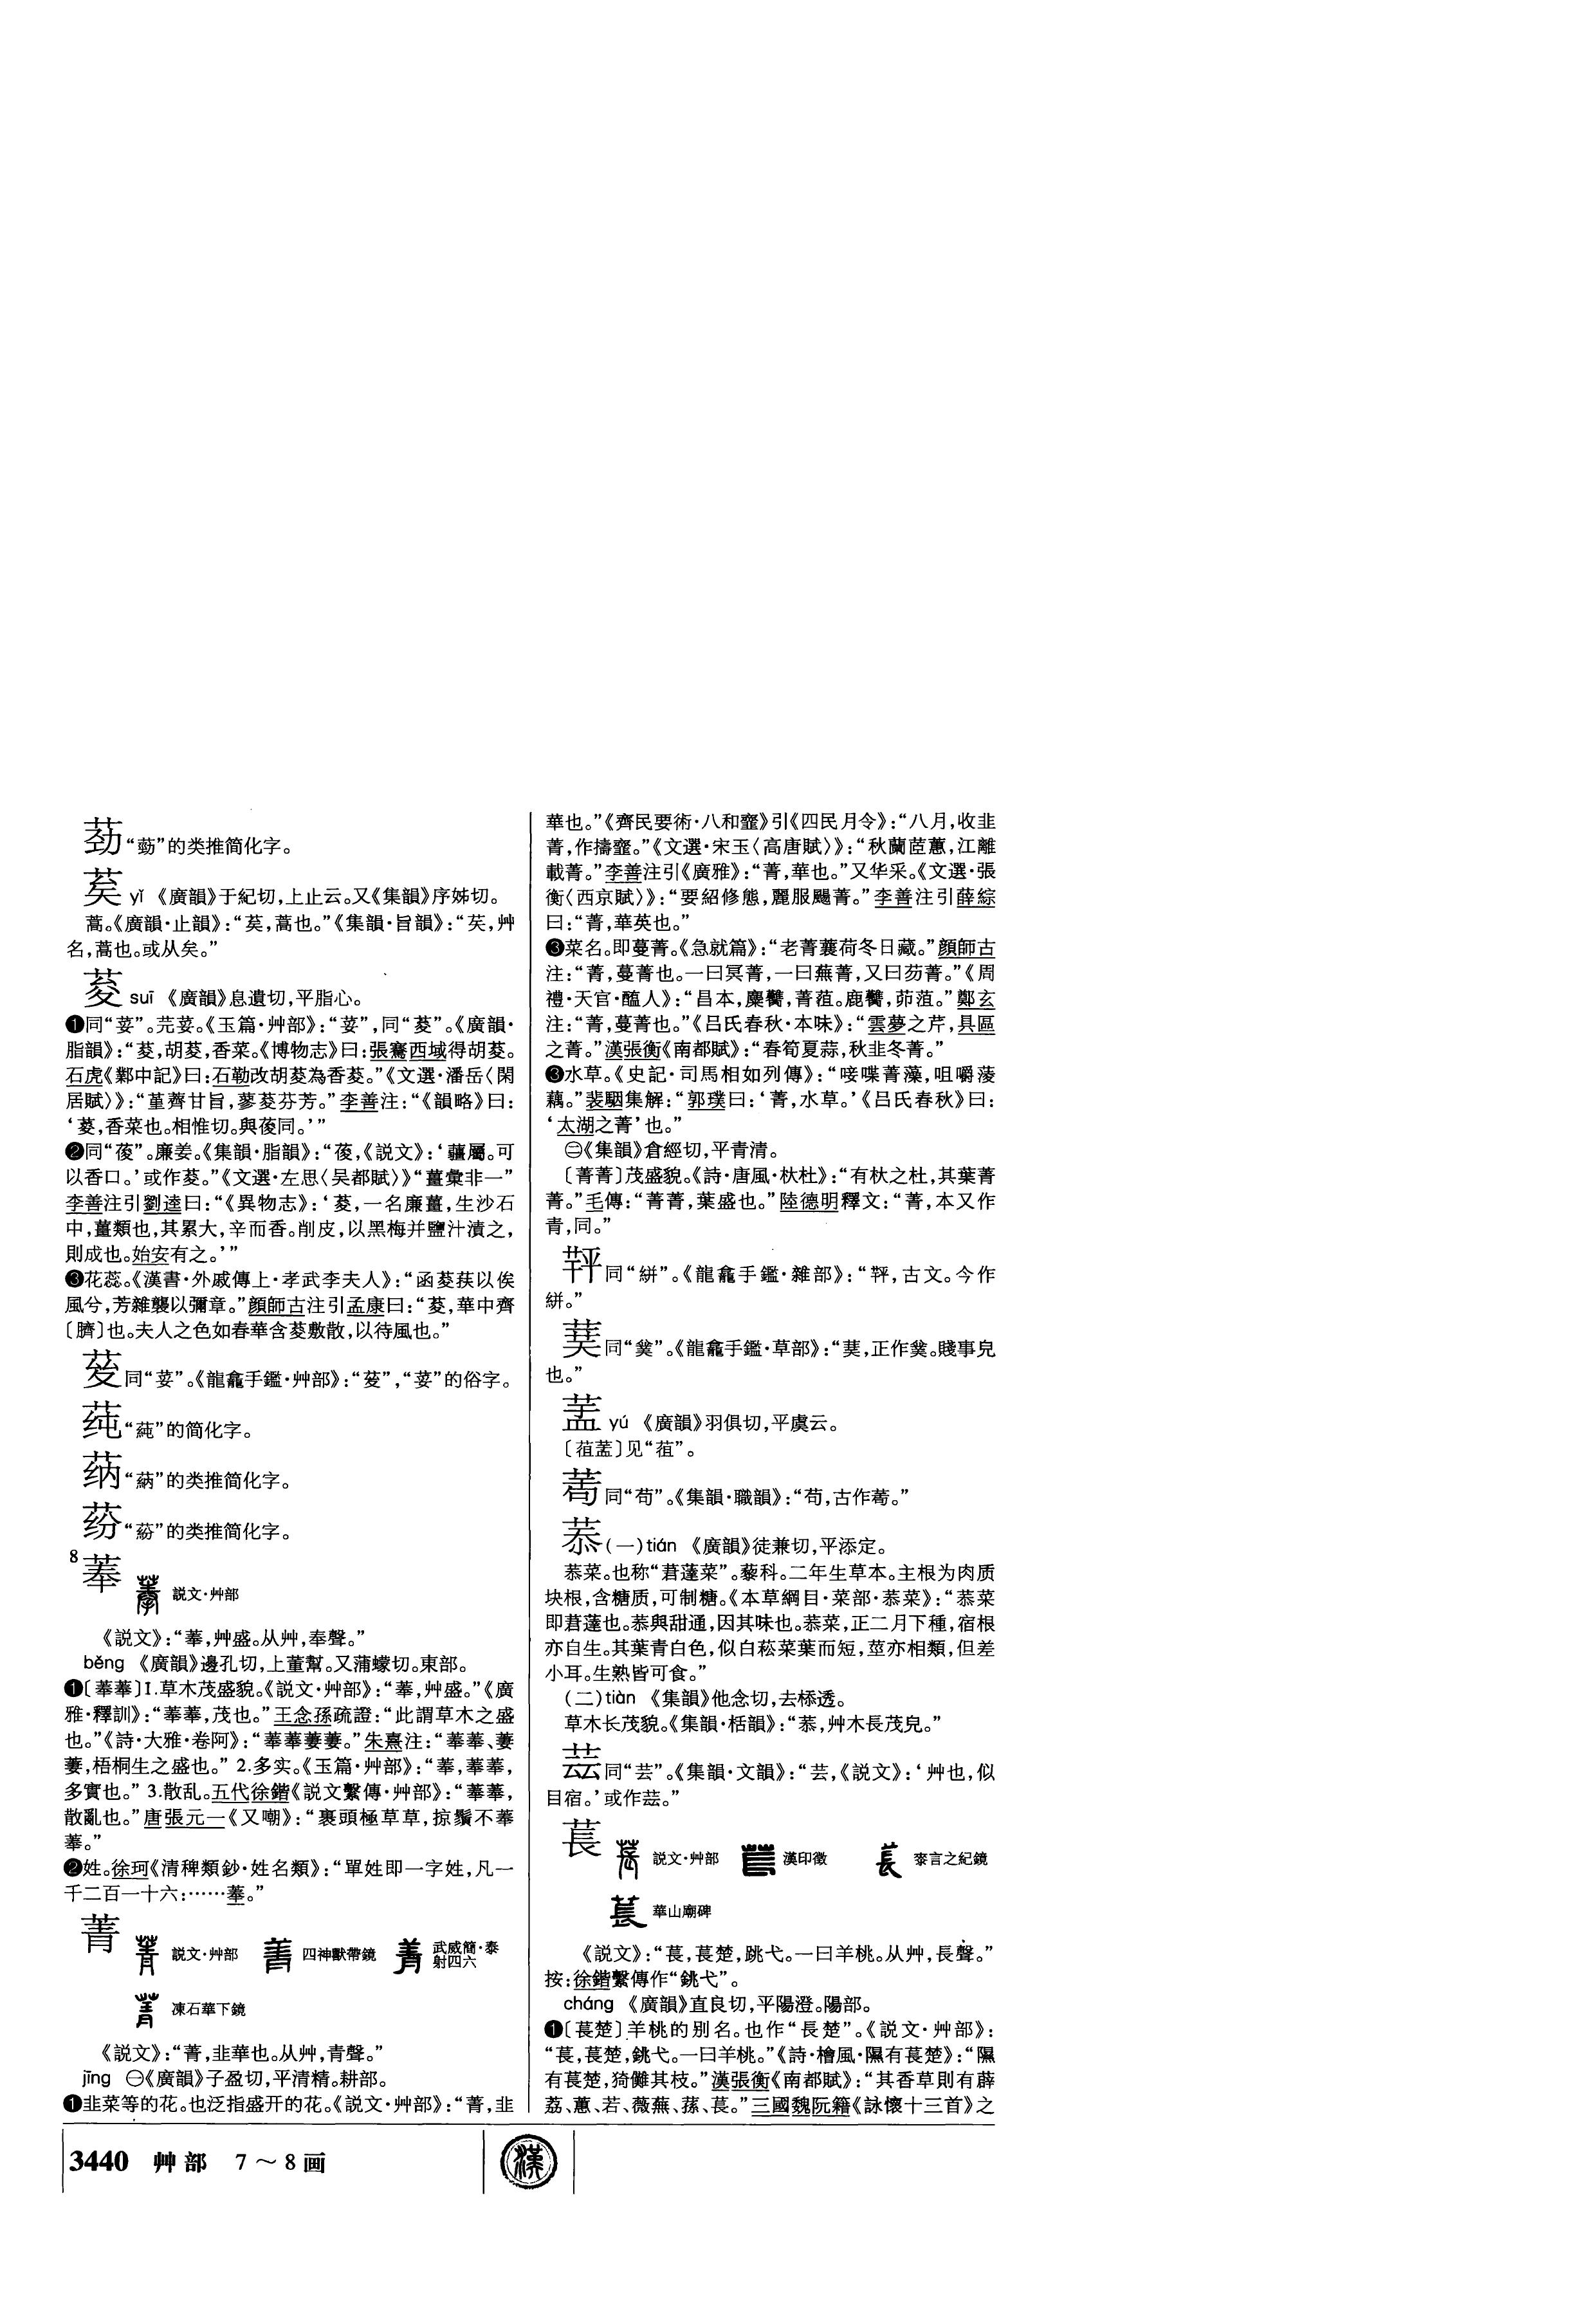 “䓖”的类推简化字。
yǐ 《廣韻》于紀切,上止云。又《集韻》序姊切。
蒿。《廣韻·止韻》:“䓈,蒿也。”《集韻·旨韻》:“苵,艸
名,蒿也。或从矣。”
荾 suī 《廣韻》息遺切,平脂心。
❶同“荽”。芫荽。《玉篇·艸部》:“荽”,同“荾”。《廣韻·
脂韻》:“荾,胡荾,香菜。《博物志》曰:張騫西域得胡荾。
石虎《鄴中記》曰:石勒改胡荾為香荾。”《文選·潘岳〈閑
居賦〉》:“堇薺甘旨,蓼荾芬芳。”李善注:“《韻略》曰:
‘荾,香菜也。相惟切。與葰同。’”
❷同“葰”。廉姜。《集韻·脂韻》:“葰,《説文》:‘薑屬。可
以香口。’或作荾。”《文選·左思〈吴都賦〉》“薑彙非一”
李善注引劉逵曰:“《異物志》:‘荾,一名廉薑,生沙石
中,薑類也,其累大,辛而香。削皮,以黑梅并鹽汁漬之,
則成也。始安有之。’”
❸花蕊。《漢書·外戚傳上·孝武李夫人》:“函荾荴以俟
風兮,芳雜襲以彌章。”顔師古注引孟康曰:“荾,華中齊
〔臍〕也。夫人之色如春華含荾敷散,以待風也。”
同“荽”。《龍龕手鑑·艸部》:“荽”的俗字。
莼“蒓”的简化字。
“蒳”的类推简化字。
“蒶”的类推简化字。
8
菶 説文·艸部
《説文》:“菶,艸盛。从艸,奉聲。”
běng 《廣韻》邊孔切,上董幫。又蒲蠓切。東部。
❶〔菶菶〕1.草木茂盛貌。《説文·艸部》:“菶,艸盛。”《廣
雅·釋訓》:“菶菶,茂也。”王念孫疏證:“此謂草木之盛
也。”《詩·大雅·卷阿》:“菶菶萋萋。”朱熹注:“菶菶、萋
萋,梧桐生之盛也。” 2.多实。《玉篇·艸部》:“菶,菶菶,
多實也。” 3.散乱。五代徐鍇《説文繫傳·艸部》:“菶菶,
散亂也。”唐張元一《又嘲》:“裹頭極草草,掠鬢不菶
菶。”
❷姓。徐珂《清稗類鈔·姓名類》:“單姓即一字姓,凡一
千二百一十六:……菶。”
菁 説文·艸部 四神獸帶鏡 武威簡·泰射四六
凍石華下鏡
《説文》:“菁,韭華也。从艸,青聲。”
jīng ㊀《廣韻》子盈切,平清精。耕部。
❶韭菜等的花。也泛指盛开的花。《説文·艸部》:“菁,韭
華也。”《齊民要術·八和齏》引《四民月令》:“八月,收韭
菁,作擣齏。”《文選·宋玉〈高唐賦〉》:“秋蘭茝蕙,江離
載菁。”李善注引《廣雅》:“菁,華也。”又华采。《文選·張
衡〈西京賦〉》:“要紹修態,麗服颺菁。”李善注引薛綜
曰:“菁,華英也。”
❸菜名。即蔓菁。《急就篇》:“老菁蘘荷冬日藏。”顔師古
注:“菁,蔓菁也。一曰冥菁,一曰蕪菁,又曰芴菁。”《周
禮·天官·醢人》:“昌本,麋臡,菁菹。鹿臡,茆菹。”鄭玄
注:“菁,蔓菁也。”《吕氏春秋·本味》:“雲夢之芹,具區
之菁。”漢張衡《南都賦》:“春筍夏蒜,秋韭冬菁。”
❸水草。《史記·司馬相如列傳》:“唼喋菁藻,咀嚼蔆
藕。”裴駰集解:“郭璞曰:‘菁,水草。’《吕氏春秋》曰:
‘太湖之菁’也。”
㊁《集韻》倉經切,平青清。
〔菁菁〕茂盛貌。《詩·唐風·杕杜》:“有杕之杜,其葉菁
菁。”毛傳:“菁菁,葉盛也。”陸德明釋文:“菁,本又作
青,同。”
同“絣”。《龍龕手鑑·雜部》:“,古文。今作
絣。”
同“䒑”。《龍龕手鑑·草部》:“正作。賤事皃
也。”
yú 《廣韻》羽俱切,平虞云。
〔蒩〕见“蒩”。
同“苟”。《集韻·職韻》:“苟,古作。”
菾(一)tián 《廣韻》徒兼切,平添定。
菾菜。也称“莙荙菜”。藜科。二年生草本。主根为肉质
块根,含糖质,可制糖。《本草綱目·菜部·菾菜》:“菾菜
即莙薘也。菾與甜通,因其味也。菾菜,正二月下種,宿根
亦自生。其葉青白色,似白菘菜葉而短,莖亦相類,但差
小耳。生熟皆可食。”
(二)tiàn 《集韻》他念切,去㮇透。
草木长茂貌。《集韻·栝韻》:“菾,艸木長茂皃。”
同“芸”。《集韻·文韻》:“芸,《説文》:‘艸也,似
目宿。’或作。”
萇 説文·艸部 漢印徵 泰言之紀鏡
華山廟碑
《説文》:“萇,萇楚,跳弋。一曰羊桃。从艸,長聲。”
按:徐鍇繫傳作“銚弋”。
cháng 《廣韻》直良切,平陽澄。陽部。
❶〔萇楚〕羊桃的别名。也作“長楚”。《説文·艸部》:
“萇,萇楚,銚弋。一曰羊桃。”《詩·檜風·隰有萇楚》:“隰
有萇楚,猗儺其枝。”漢張衡《南都賦》:“其香草則有薜
荔、蕙、若、薇蕪、蓀、萇。”三國魏阮籍《詠懷十三首》之
3440 艸部 7～8画
漢